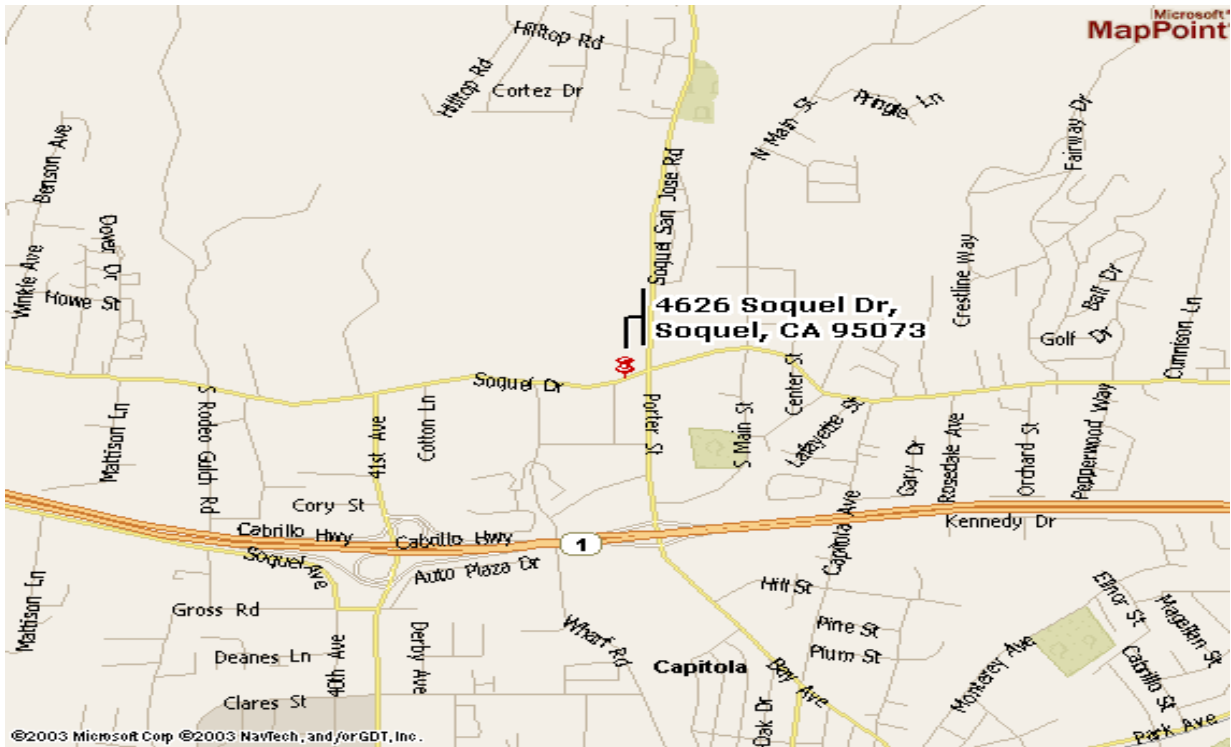 Microsoft®
MapPoint®
Hilltop Rd
Hilltop Rd
Cortez Dr
N Main St
Pringle Ln
Fairway Dr
Benson Ave
Dover Dr
Winkle Ave
Howe St
Soquel San Jose Rd
Crestline Way
Balf Dr
Golf Dr
Cunnison Ln
4626 Soquel Dr,
Soquel, CA 95073
Soquel Dr
Mattison Ln
S Rodeo Gulch Rd
41st Ave
Cotton Ln
Porter St
S Main St
Center St
Lafayette St
Gary Dr
Rosedale Ave
Orchard St
Pepperwood Way
Cory St
Cabrillo Hwy
Cabrillo Hwy
1
Kennedy Dr
Soquel Ave
Auto Plaza Dr
Capitola Ave
Mattison Ln
Gross Rd
Hill St
Elinor St
Magellan St
Deanes Ln
40th Ave
Derby Ave
Wharf Rd
Pine St
Plum St
Capitola
Bay Ave
Monterey Ave
Cabrillo St
Clares St
Oak Dr
Park Ave
©2003 Microsoft Corp ©2003 NavTech, and/or GDT, Inc.